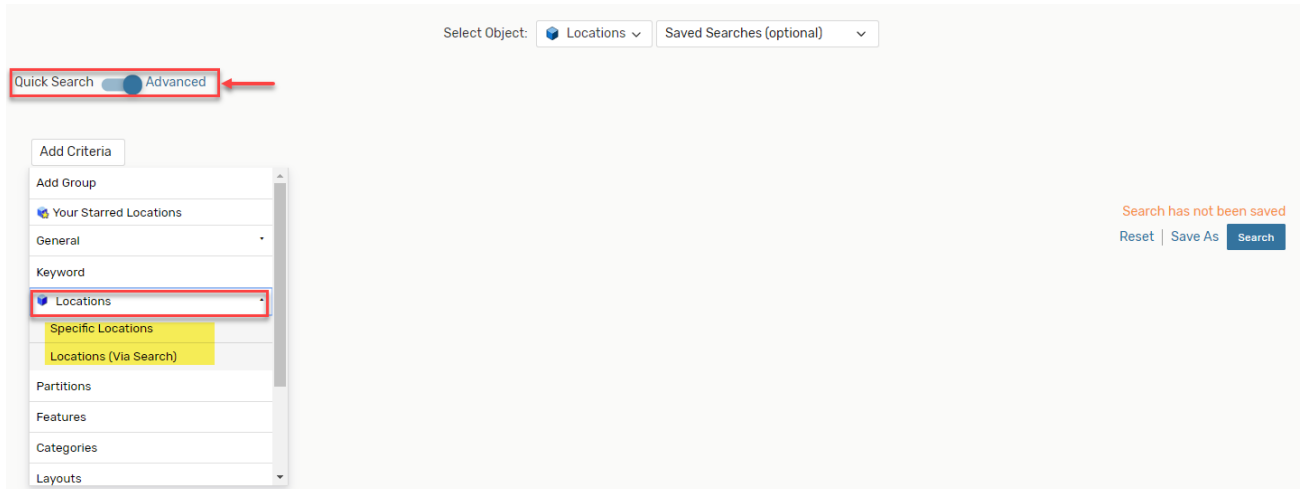 Select Object: Locations Saved Searches (optional)
Quick Search Advanced
Add Criteria
Add Group
Your Starred Locations
General
Keyword
Locations
Specific Locations
Locations (Via Search)
Partitions
Features
Categories
Layouts
Search has not been saved
Reset | Save As Search